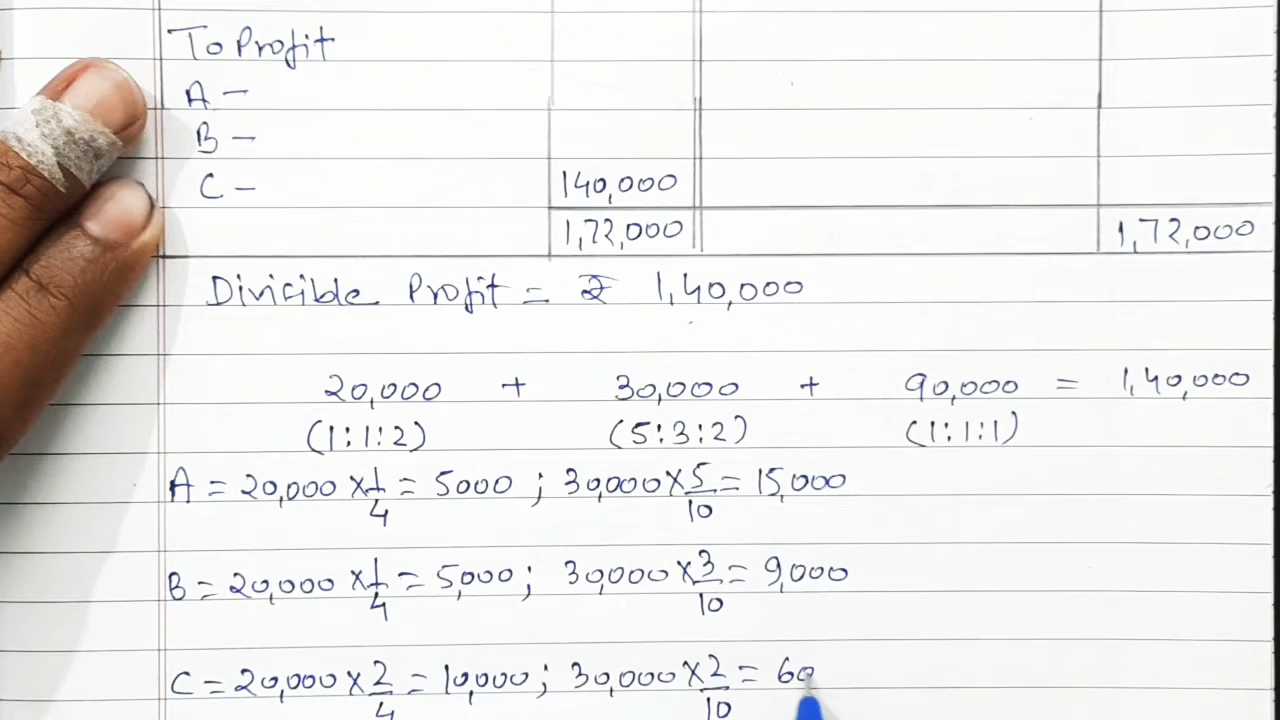 To Profit
A -
B -
C - 140,000
1,72,000 1,72,000
Divicible Profit = ₹ 1,40,000
20,000 + 30,000 + 90,000 = 1,40,000
(1:1:2) (5:3:2) (1:1:1)
A = 20,000 × 1/4 = 5000 ; 30,000 × 5/10 = 15,000
B = 20,000 × 1/4 = 5,000 ; 30,000 × 3/10 = 9,000
C = 20,000 × 2/4 = 10,000 ; 30,000 × 2/10 = 60